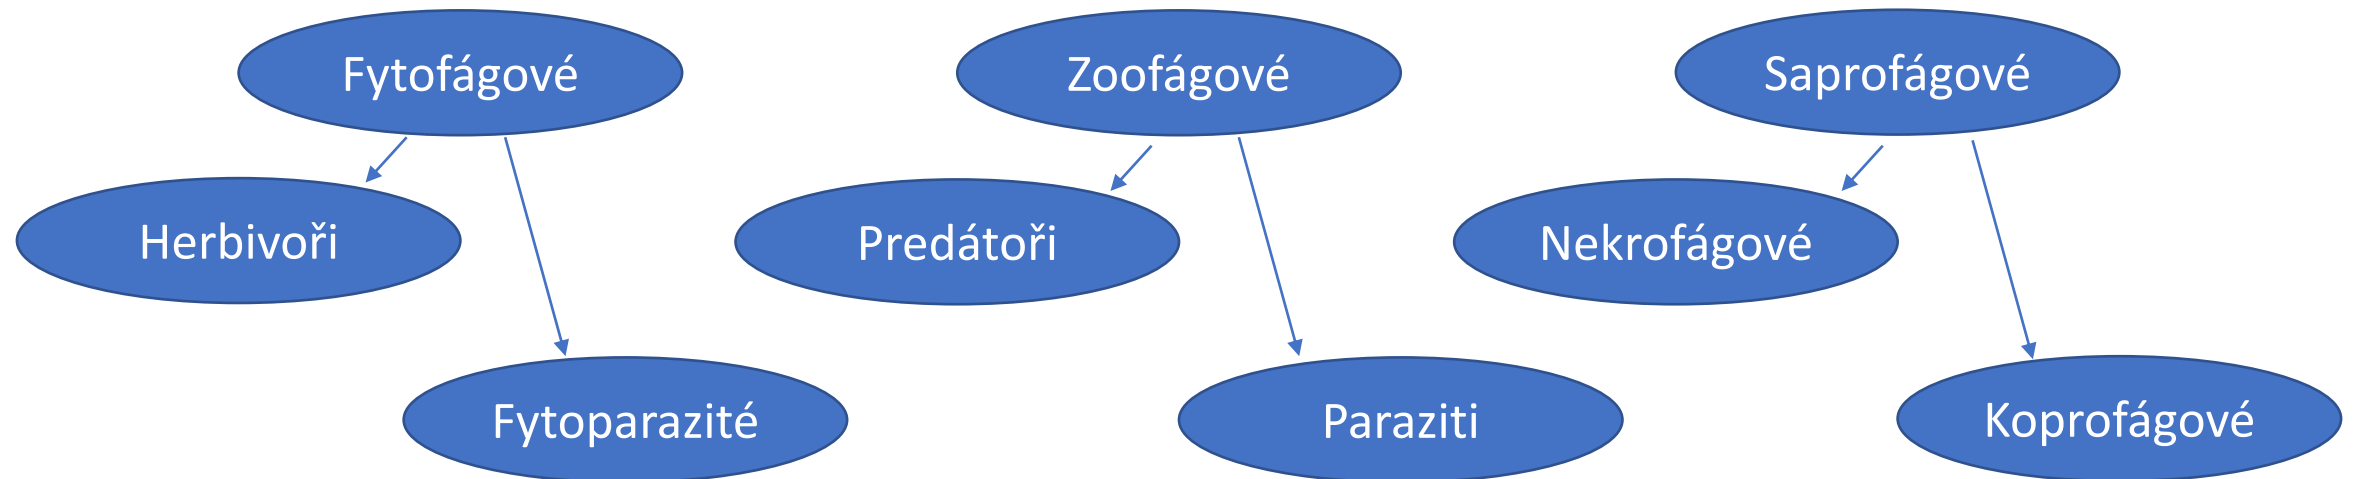 Fytofágové
Zoofágové
Saprofágové
Herbivoři
Predátoři
Nekrofágové
Fytoparazité
Paraziti
Koprofágové